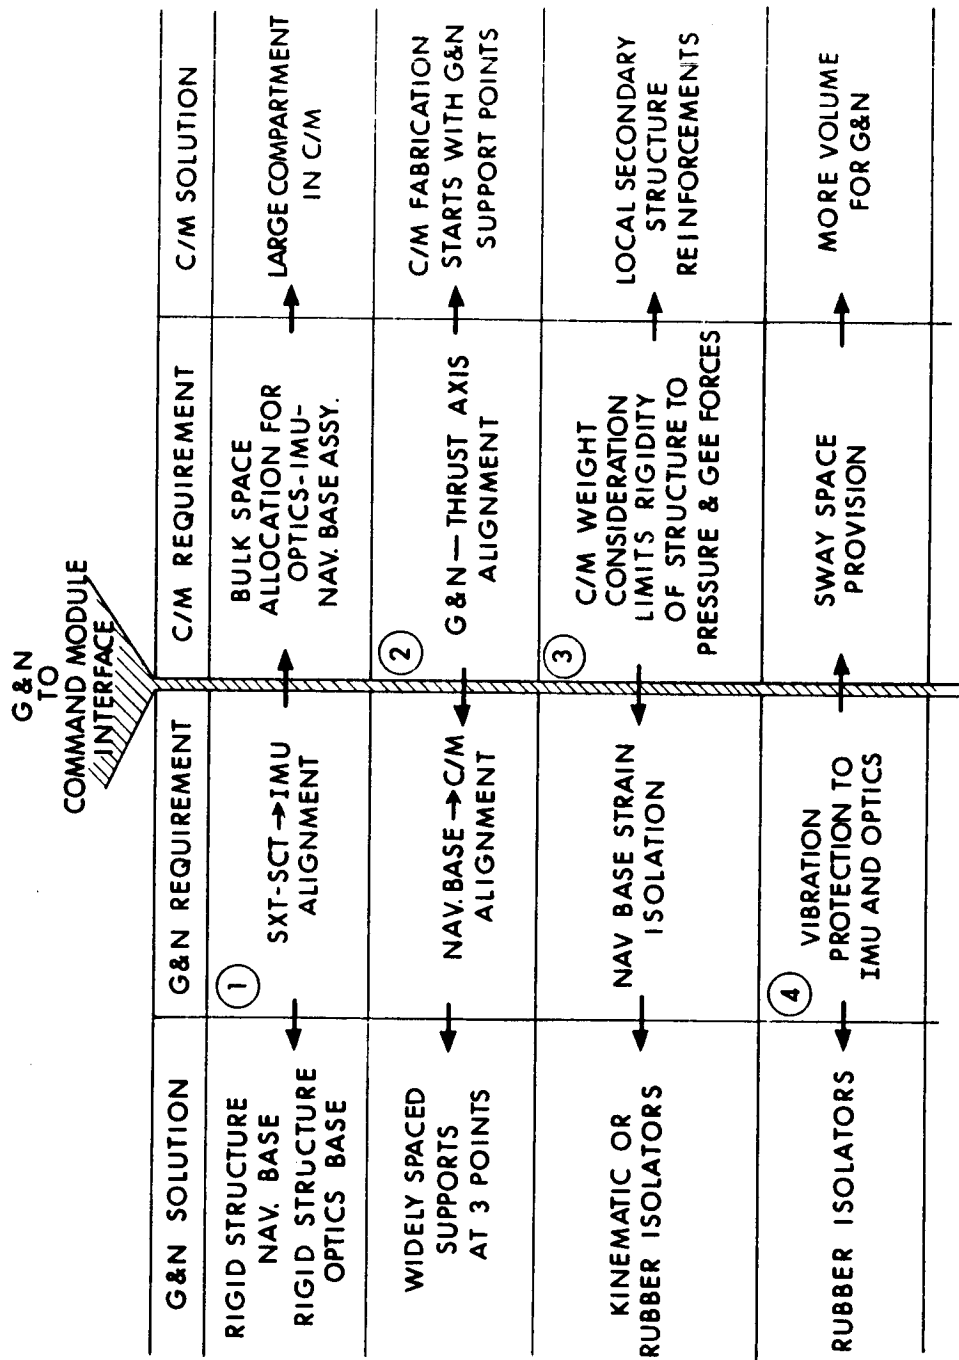 G&N
TO
COMMAND MODULE
INTERFACE
G&N SOLUTION
G&N REQUIREMENT
C/M REQUIREMENT
C/M SOLUTION
RIGID STRUCTURE
NAV. BASE
RIGID STRUCTURE
OPTICS BASE
1
SXT-SCT→IMU
ALIGNMENT
BULK SPACE
ALLOCATION FOR
OPTICS-IMU-
NAV. BASE ASSY.
LARGE COMPARTMENT
IN C/M
WIDELY SPACED
SUPPORTS
AT 3 POINTS
NAV. BASE→C/M
ALIGNMENT
2
G&N—THRUST AXIS
ALIGNMENT
C/M FABRICATION
STARTS WITH G&N
SUPPORT POINTS
KINEMATIC OR
RUBBER ISOLATORS
NAV BASE STRAIN
ISOLATION
3
C/M WEIGHT
CONSIDERATION
LIMITS RIGIDITY
OF STRUCTURE TO
PRESSURE & GEE FORCES
LOCAL SECONDARY
STRUCTURE
REINFORCEMENTS
RUBBER ISOLATORS
4
VIBRATION
PROTECTION TO
IMU AND OPTICS
SWAY SPACE
PROVISION
MORE VOLUME
FOR G&N